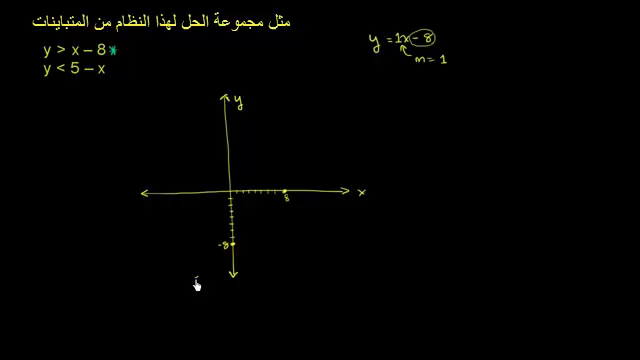 مثل مجموعة الحل لهذا النظام من المتباينات
y > x – 8*
y < 5 – x
y = 1x - 8
m = 1
y
x
8
-8